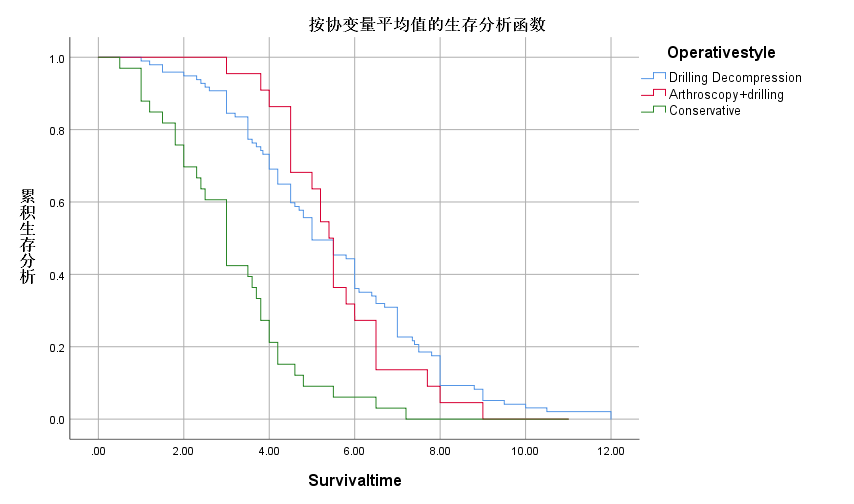 按协变量平均值的生存分析函数
Operativestyle
Drilling Decompression
Arthroscopy+drilling
Conservative
累积生存分析
1.0
0.8
0.6
0.4
0.2
0.0
.00 2.00 4.00 6.00 8.00 10.00 12.00
Survivaltime